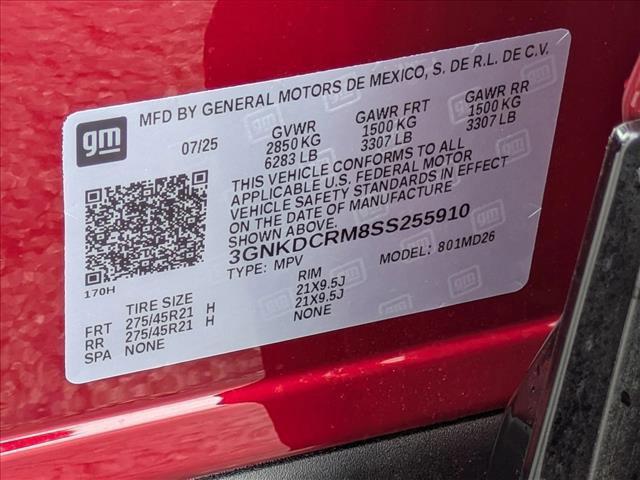 gm
MFD BY GENERAL MOTORS DE MEXICO, S. DE R.L. DE C.V.
07/25 GVWR GAWR FRT GAWR RR
2850 KG 1500 KG 1500 KG
6283 LB 3307 LB 3307 LB
THIS VEHICLE CONFORMS TO ALL
APPLICABLE U.S. FEDERAL MOTOR
VEHICLE SAFETY STANDARDS IN EFFECT
ON THE DATE OF MANUFACTURE
SHOWN ABOVE.
3GNKDCRM8SS255910
TYPE: MPV MODEL: 801MD26
170H
TIRE SIZE RIM
FRT 275/45R21 H 21X9.5J
RR 275/45R21 H 21X9.5J
SPA NONE NONE